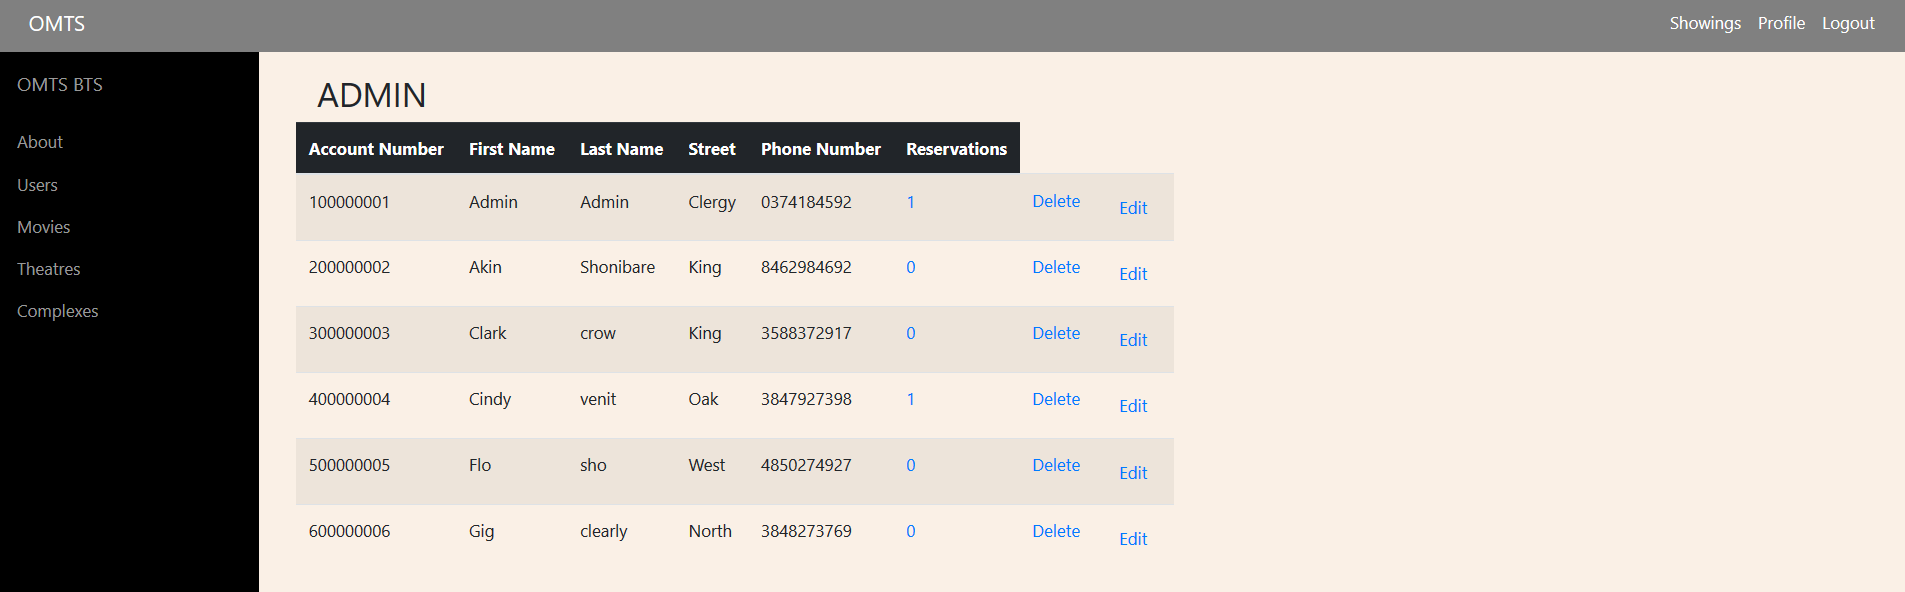 OMTS Showings Profile Logout
OMTS BTS
About
Users
Movies
Theatres
Complexes
ADMIN
Account Number First Name Last Name Street Phone Number Reservations
100000001 Admin Admin Clergy 0374184592 1 Delete Edit
200000002 Akin Shonibare King 8462984692 0 Delete Edit
300000003 Clark crow King 3588372917 0 Delete Edit
400000004 Cindy venit Oak 3847927398 1 Delete Edit
500000005 Flo sho West 4850274927 0 Delete Edit
600000006 Gig clearly North 3848273769 0 Delete Edit